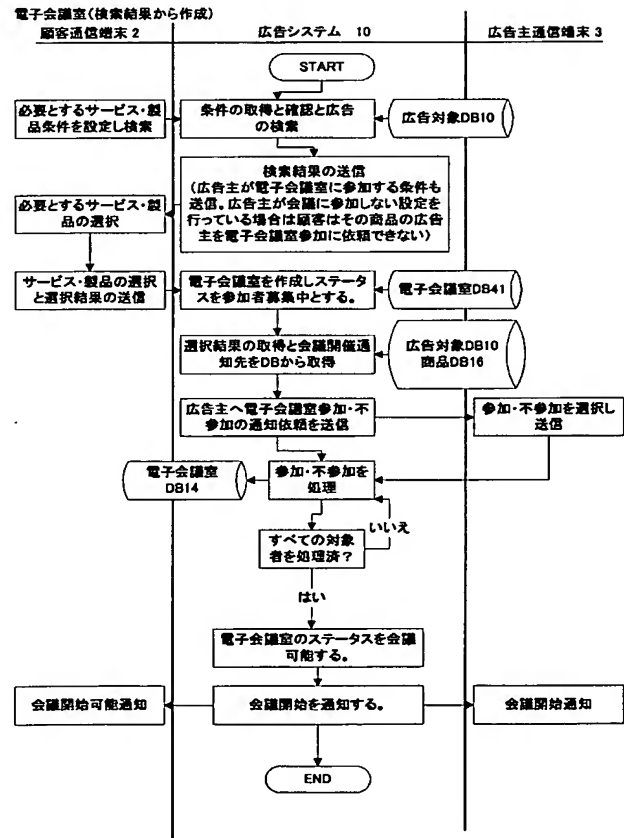 電子会議室(検索結果から作成)
顧客通信端末 2
広告システム 10
広告主通信端末 3
START
必要とするサービス・製
品条件を設定し検索
条件の取得と確認と広告
の検索
広告対象DB10
検索結果の送信
(広告主が電子会議室に参加する条件も
送信。広告主が会議に参加しない設定を
行っている場合は顧客はその商品の広告
主を電子会議室参加に依頼できない)
必要とするサービス・製
品の選択
サービス・製品の選択
と選択結果の送信
電子会議室を作成しステータ
スを参加者募集中とする。
電子会議室DB41
選択結果の取得と会議開催通
知先をDBから取得
広告対象DB10
商品DB16
広告主へ電子会議室参加・不
参加の通知依頼を送信
参加・不参加を選択し
送信
電子会議室
DB14
参加・不参加を
処理
いいえ
すべての対象
者を処理済?
はい
電子会議室のステータスを会議
可能する。
会議開始可能通知
会議開始を通知する。
会議開始通知
END